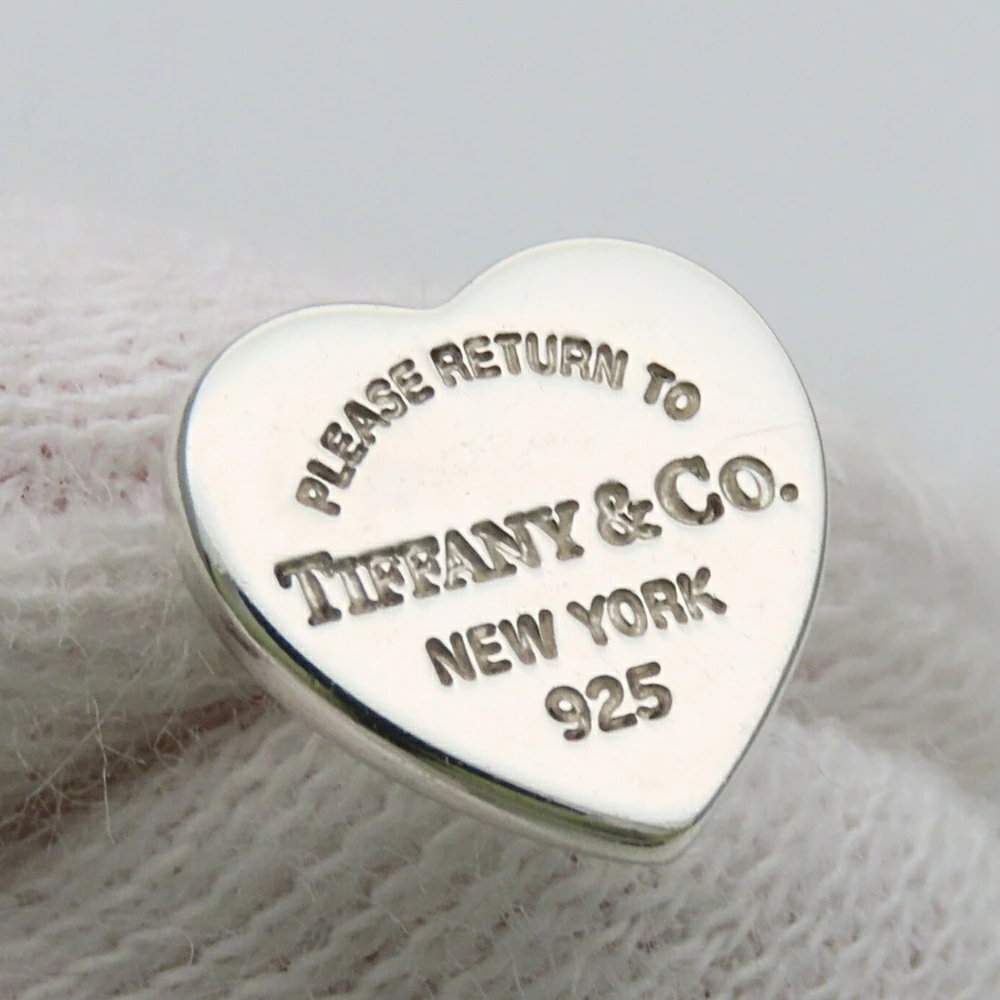 PLEASE RETURN TO
TIFFANY & CO.
NEW YORK
925